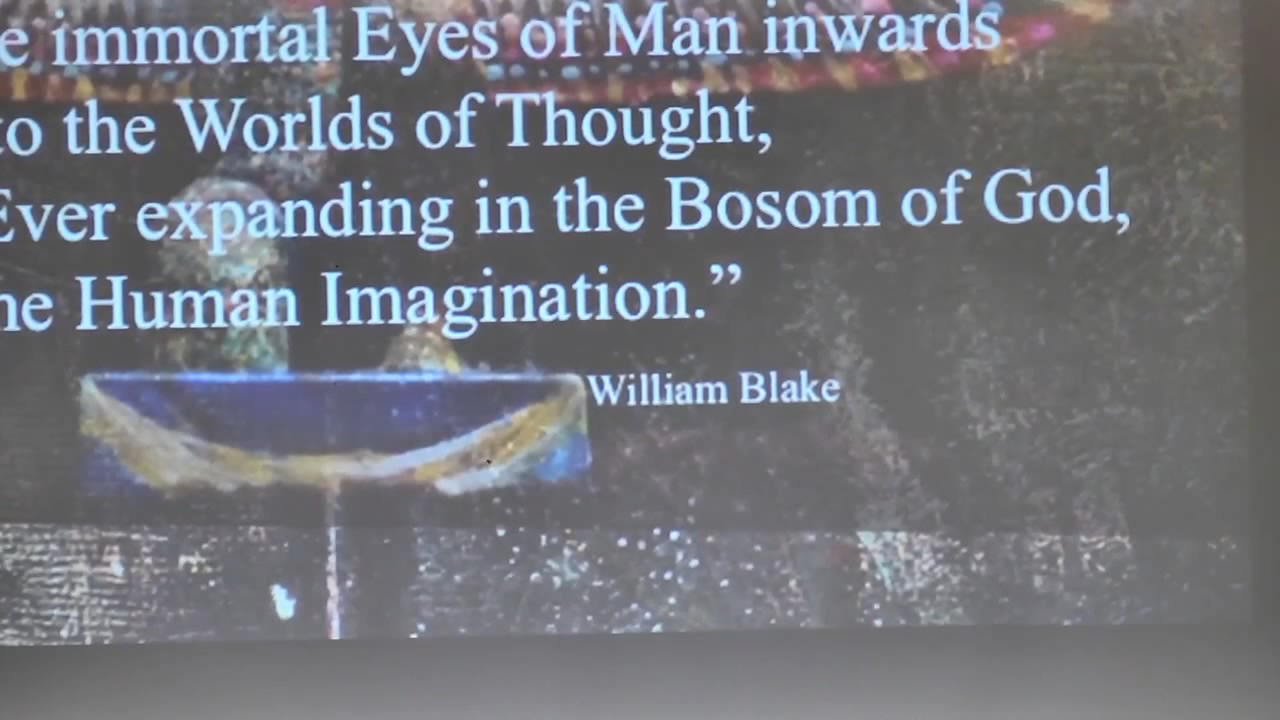 e immortal Eyes of Man inwards
to the Worlds of Thought,
Ever expanding in the Bosom of God,
he Human Imagination.”
William Blake